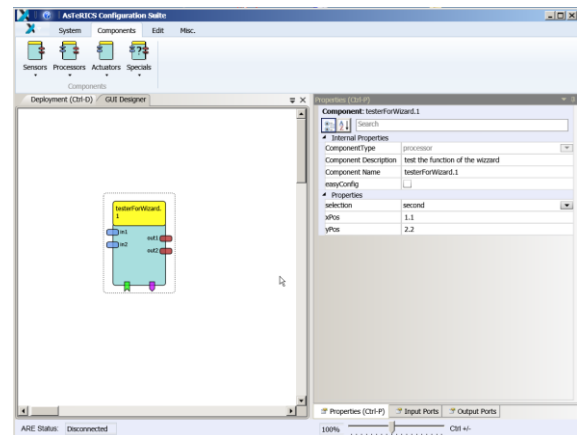 AsTeRICS Configuration Suite
System Components Edit Misc.
Sensors Processors Actuators Specials
Components
Deployment (Ctrl-D) GUI Designer
testerForWizard.
1
in1
out1
in2
out2
Properties (Ctrl-P)
Component: testerForWizard.1
Search
Internal Properties
ComponentType processor
Component Description test the function of the wizzard
Component Name testerForWizard.1
easyConfig
Properties
selection second
xPos 1.1
yPos 2.2
Properties (Ctrl-P) Input Ports Output Ports
ARE Status: Disconnected
100% Ctrl +/-